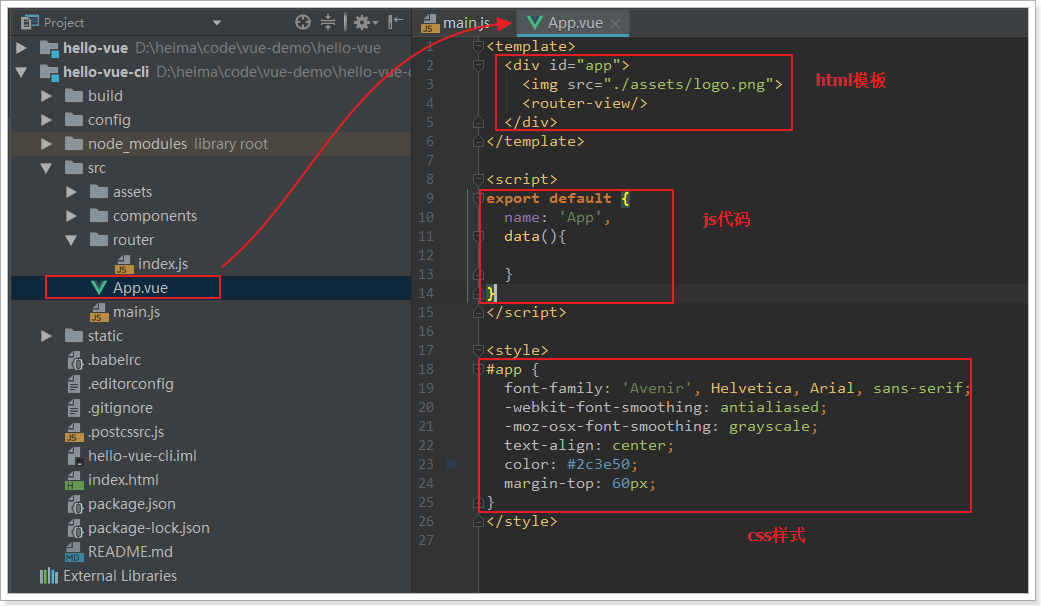 Project
hello-vue D:\heima\code\vue-demo\hello-vue
hello-vue-cli D:\heima\code\vue-demo\hello-vue-c
build
config
node_modules library root
src
assets
components
router
index.js
App.vue
main.js
static
.babelrc
.editorconfig
.gitignore
.postcssrc.js
hello-vue-cli.iml
index.html
package.json
package-lock.json
README.md
External Libraries
main.js App.vue
1 <template>
2 <div id="app">
3 <img src="./assets/logo.png">
4 <router-view/>
5 </div>
6 </template>
7
8 <script>
9 export default {
10 name: 'App',
11 data(){
12
13 }
14 }
15 </script>
16
17 <style>
18 #app {
19 font-family: 'Avenir', Helvetica, Arial, sans-serif;
20 -webkit-font-smoothing: antialiased;
21 -moz-osx-font-smoothing: grayscale;
22 text-align: center;
23 color: #2c3e50;
24 margin-top: 60px;
25 }
26 </style>
27
html模板
js代码
css样式